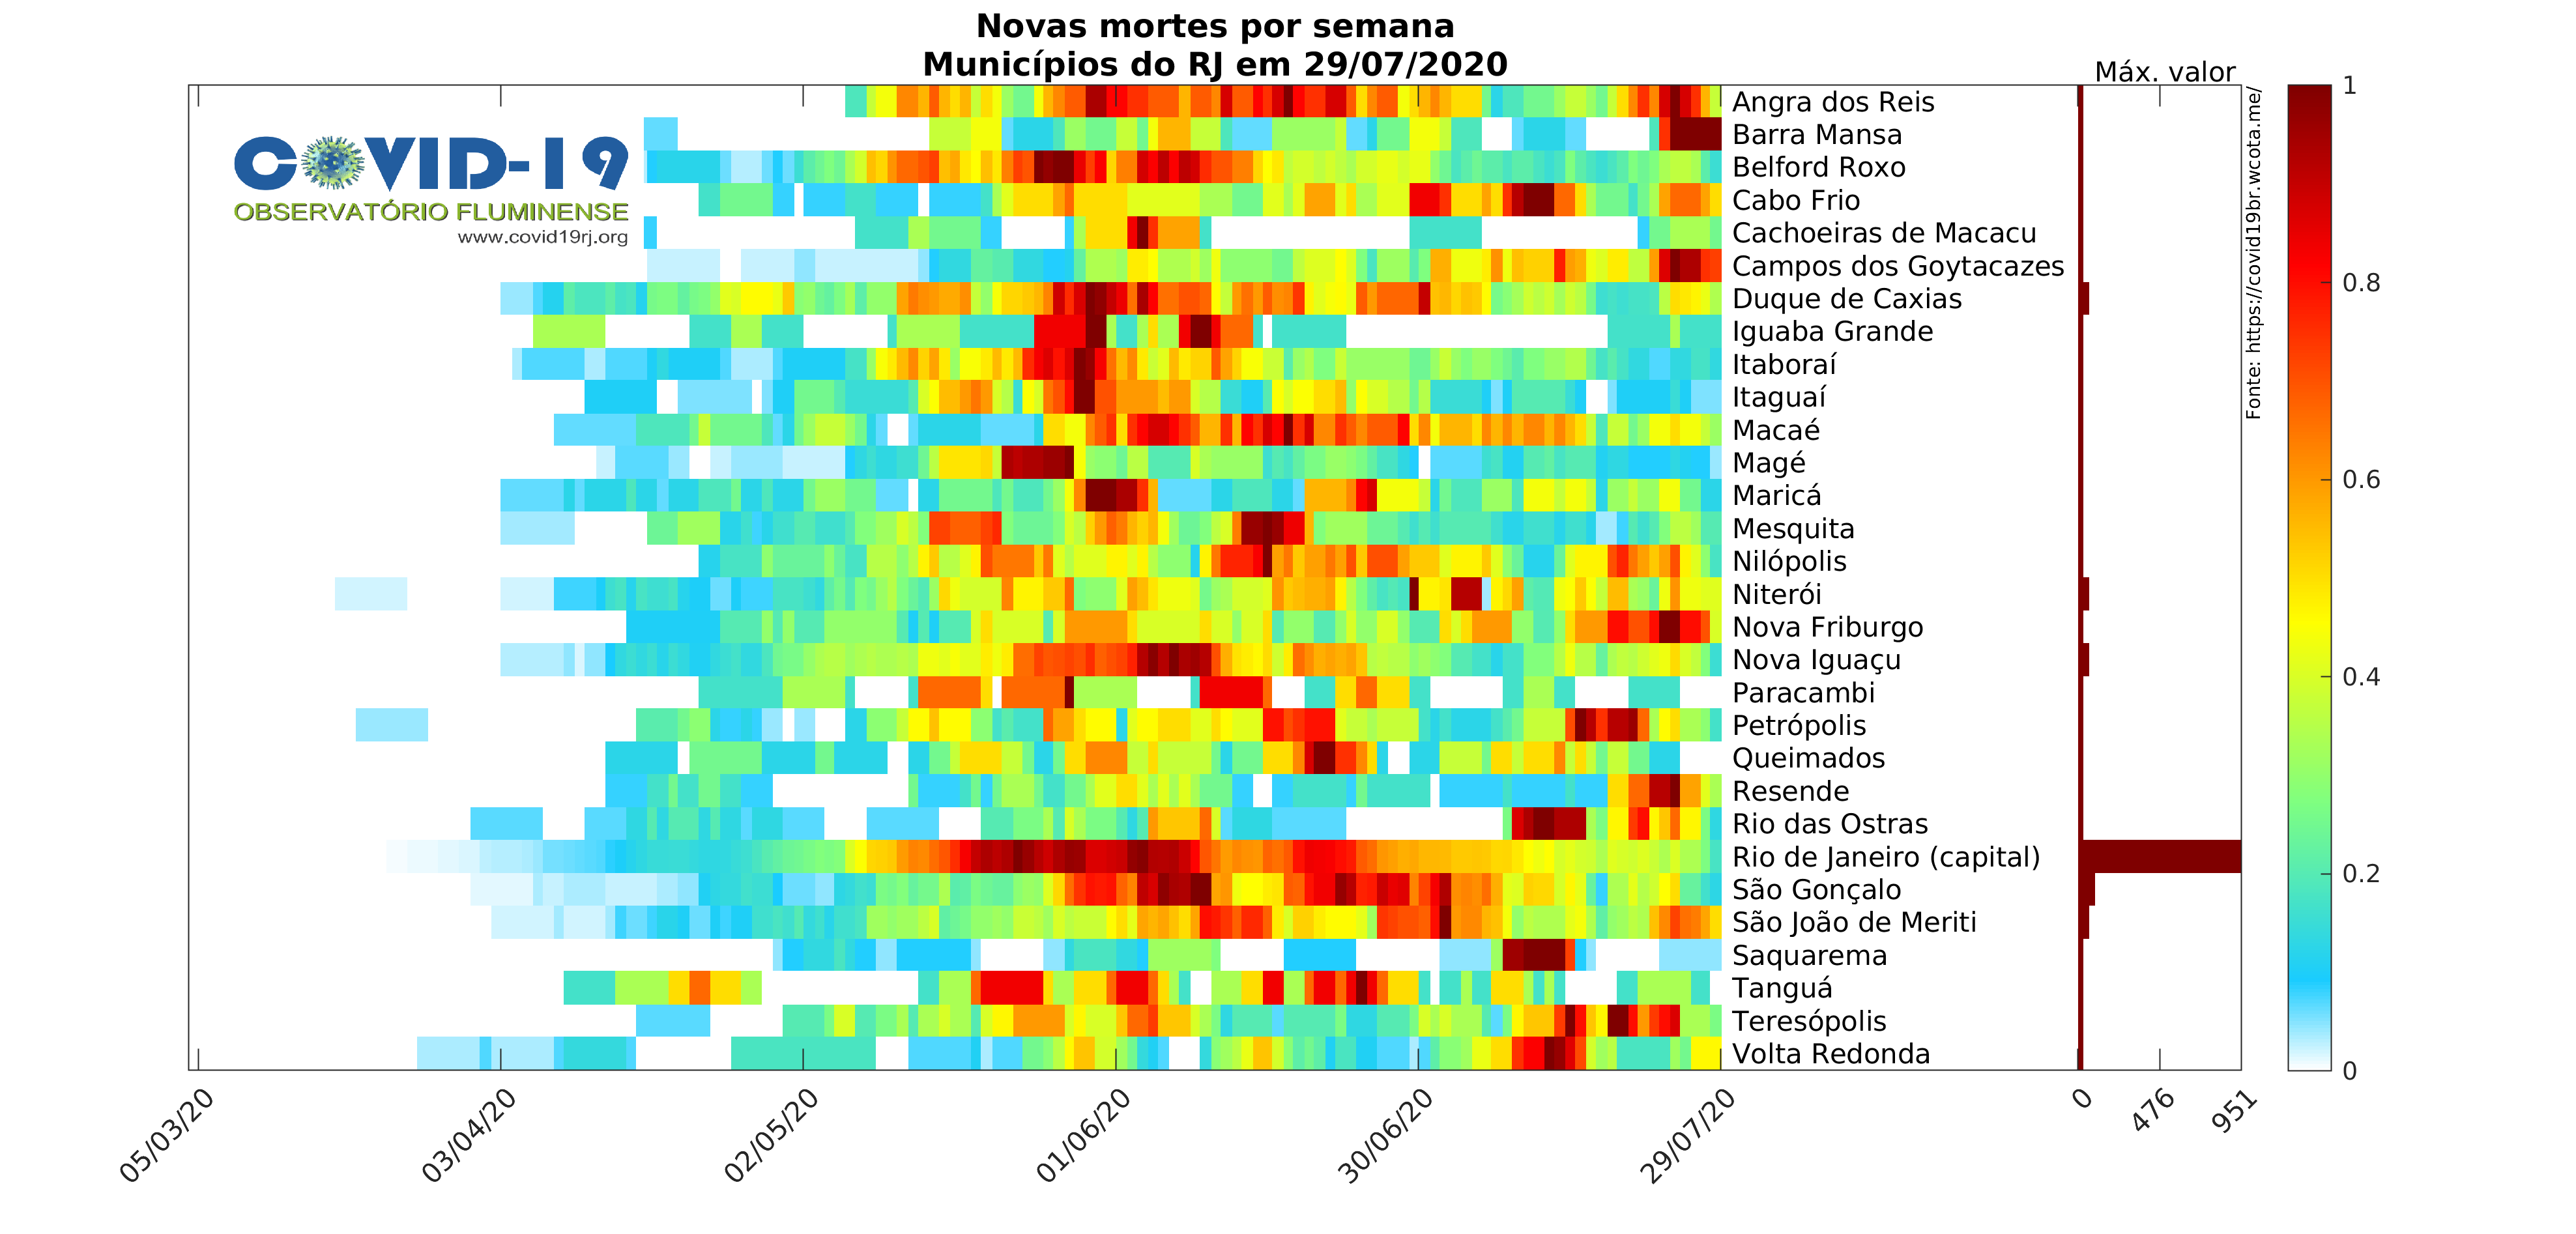 Novas mortes por semana
Municípios do RJ em 29/07/2020
Máx. valor
COVID-19
OBSERVATÓRIO FLUMINENSE
www.covid19rj.org
Angra dos Reis
Barra Mansa
Belford Roxo
Cabo Frio
Cachoeiras de Macacu
Campos dos Goytacazes
Duque de Caxias
Iguaba Grande
Itaboraí
Itaguaí
Macaé
Magé
Maricá
Mesquita
Nilópolis
Niterói
Nova Friburgo
Nova Iguaçu
Paracambi
Petrópolis
Queimados
Resende
Rio das Ostras
Rio de Janeiro (capital)
São Gonçalo
São João de Meriti
Saquarema
Tanguá
Teresópolis
Volta Redonda
Fonte: https://covid19br.wcota.me/
1
0.8
0.6
0.4
0.2
0
05/03/20
03/04/20
02/05/20
01/06/20
30/06/20
29/07/20
0
476
951